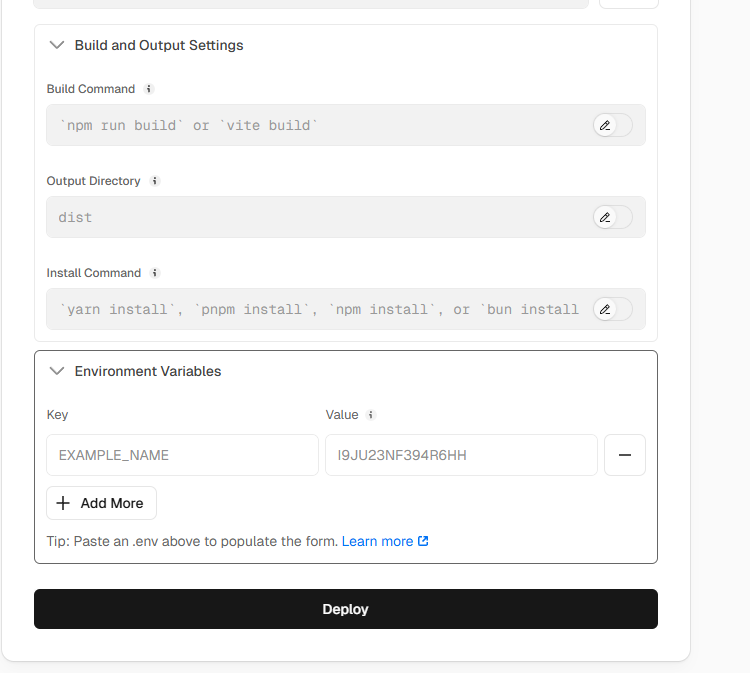 Build and Output Settings
Build Command
`npm run build` or `vite build`
Output Directory
dist
Install Command
`yarn install`, `pnpm install`, `npm install`, or `bun install
Environment Variables
Key Value
EXAMPLE_NAME I9JU23NF394R6HH
Add More
Tip: Paste an .env above to populate the form. Learn more
Deploy